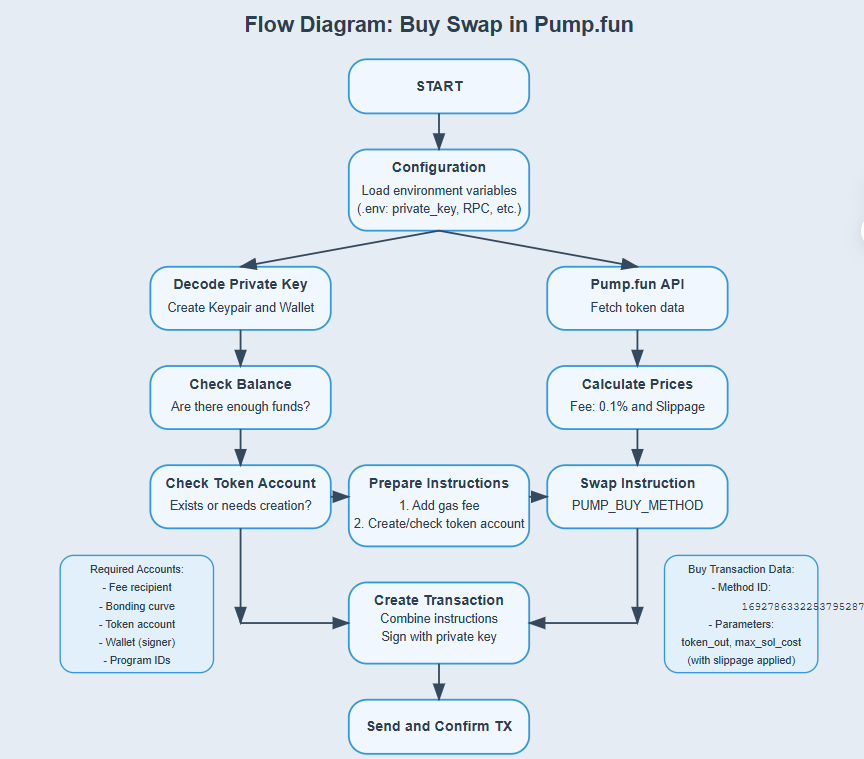 Flow Diagram: Buy Swap in Pump.fun
START
Configuration
Load environment variables
(.env: private_key, RPC, etc.)
Decode Private Key
Create Keypair and Wallet
Pump.fun API
Fetch token data
Check Balance
Are there enough funds?
Calculate Prices
Fee: 0.1% and Slippage
Check Token Account
Exists or needs creation?
Prepare Instructions
1. Add gas fee
2. Create/check token account
Swap Instruction
PUMP_BUY_METHOD
Required Accounts:
- Fee recipient
- Bonding curve
- Token account
- Wallet (signer)
- Program IDs
Create Transaction
Combine instructions
Sign with private key
Buy Transaction Data:
- Method ID:
16927863322537952870
- Parameters:
token_out, max_sol_cost
(with slippage applied)
Send and Confirm TX